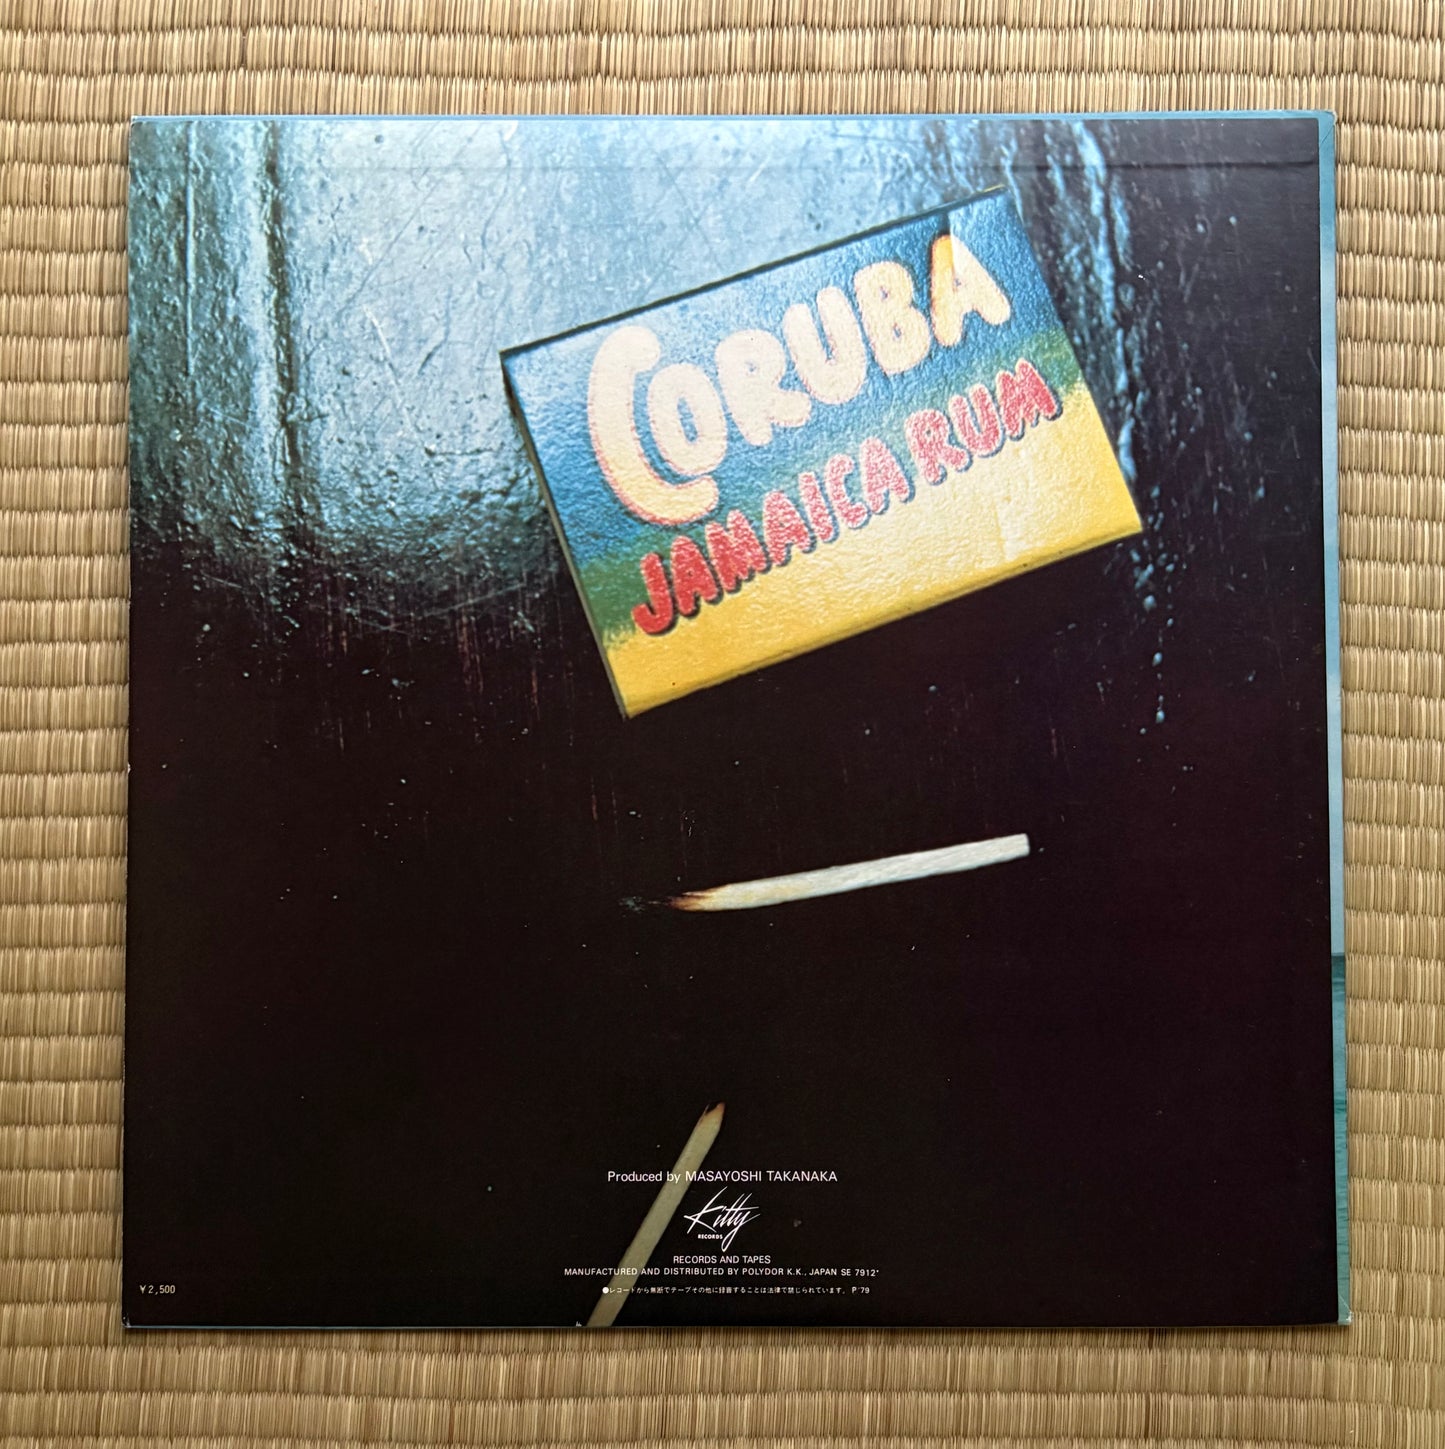 CORUBA
JAMAICA RUM
Produced by MASAYOSHI TAKANAKA
Kitty
RECORDS
RECORDS AND TAPES
MANUFACTURED AND DISTRIBUTED BY POLYDOR K.K., JAPAN SE 7912*
¥2,500
●レコードから無断でテープその他に録音することは法律で禁じられています。 P'79